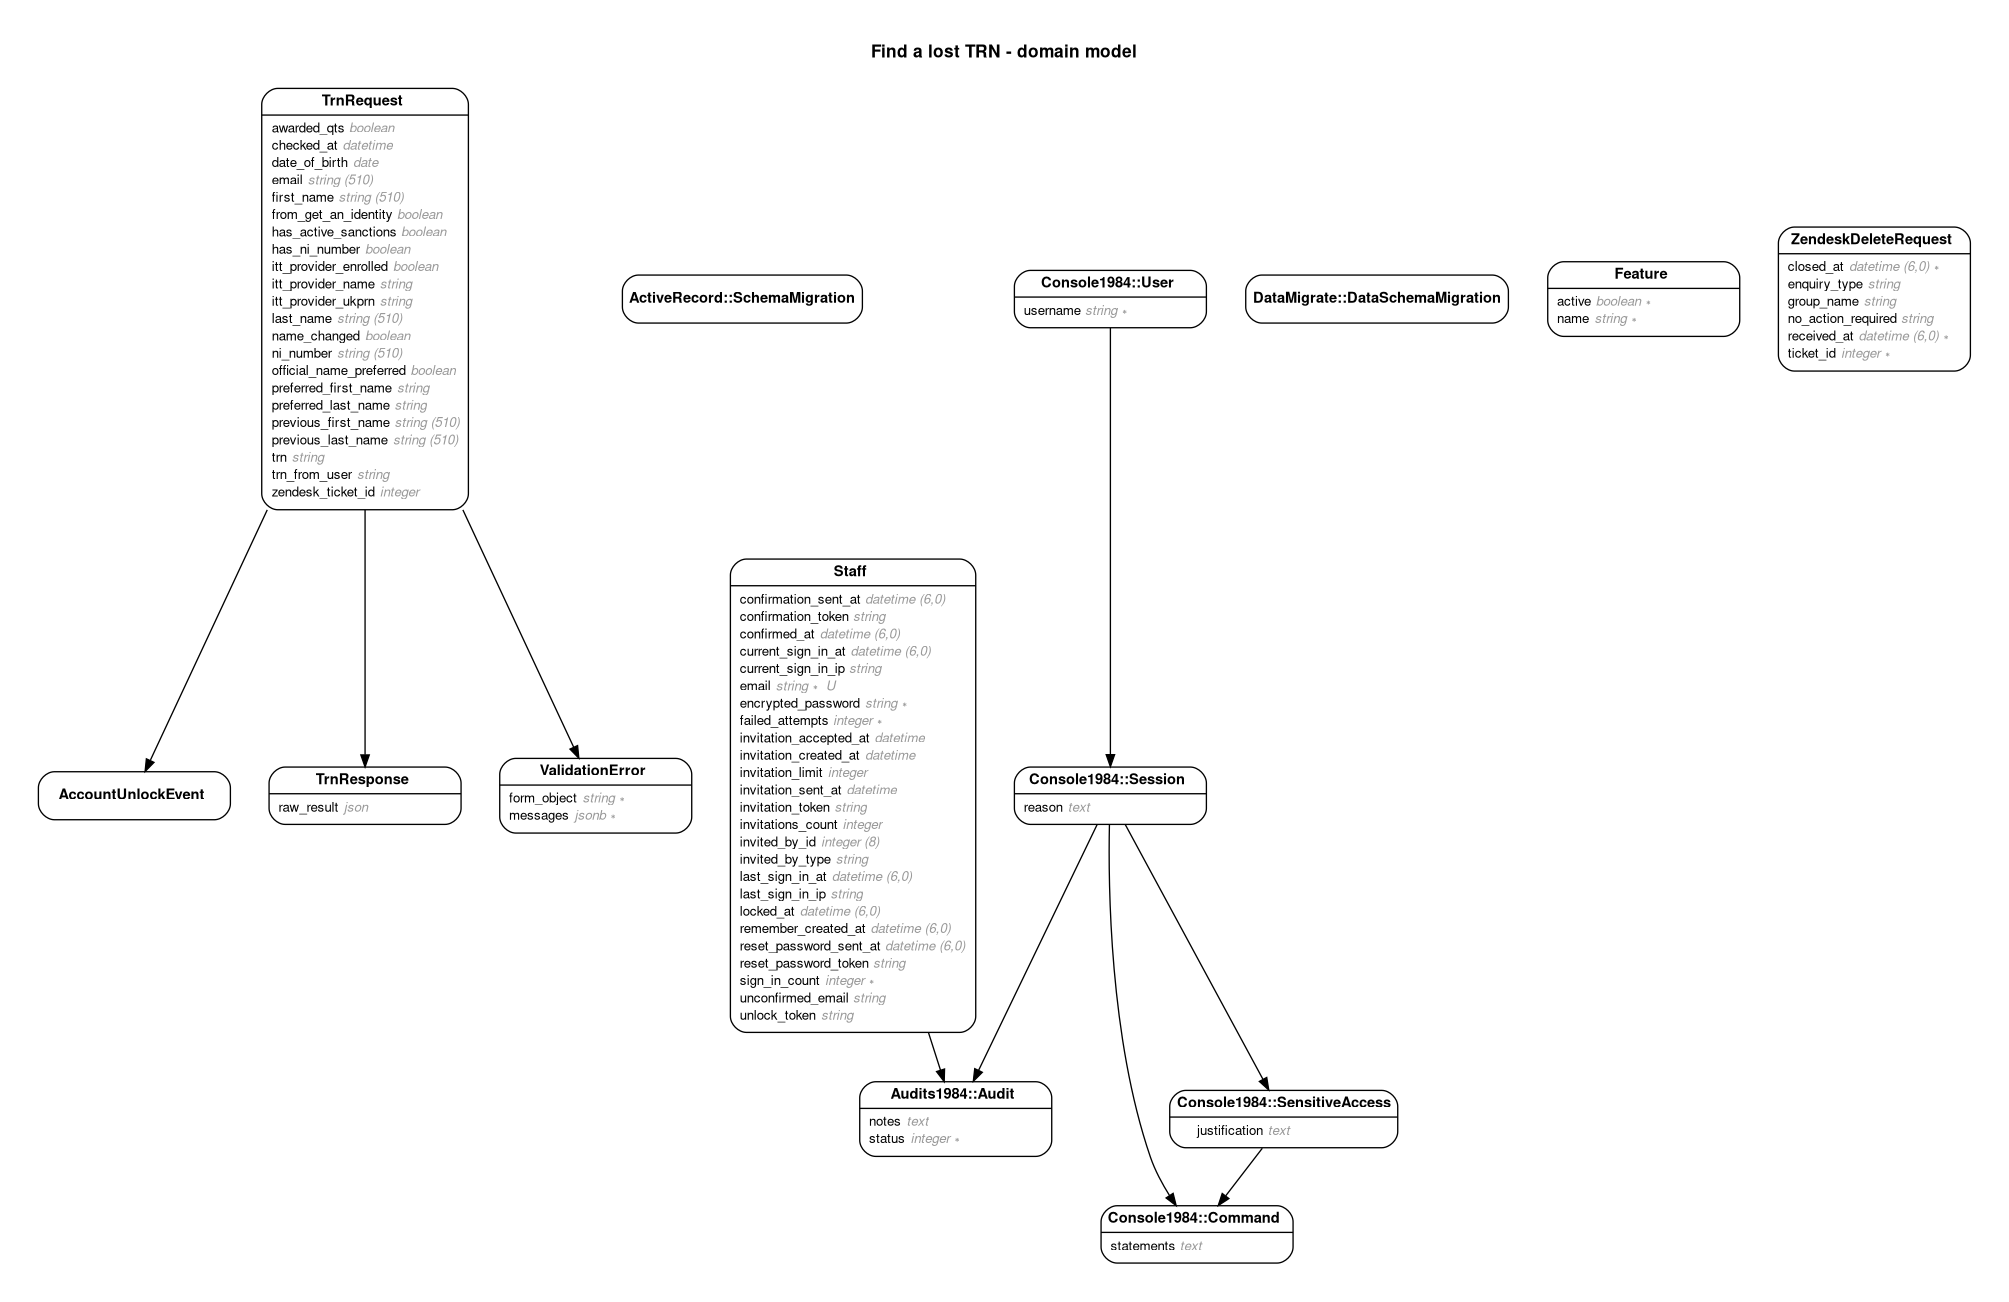 Find a lost TRN - domain model
TrnRequest
awarded_qts boolean
checked_at datetime
date_of_birth date
email string (510)
first_name string (510)
from_get_an_identity boolean
has_active_sanctions boolean
has_ni_number boolean
itt_provider_enrolled boolean
itt_provider_name string
itt_provider_ukprn string
last_name string (510)
name_changed boolean
ni_number string (510)
official_name_preferred boolean
preferred_first_name string
preferred_last_name string
previous_first_name string (510)
previous_last_name string (510)
trn string
trn_from_user string
zendesk_ticket_id integer
ActiveRecord::SchemaMigration
Console1984::User
username string *
DataMigrate::DataSchemaMigration
Feature
active boolean *
name string *
ZendeskDeleteRequest
closed_at datetime (6,0) *
enquiry_type string
group_name string
no_action_required string
received_at datetime (6,0) *
ticket_id integer *
Staff
confirmation_sent_at datetime (6,0)
confirmation_token string
confirmed_at datetime (6,0)
current_sign_in_at datetime (6,0)
current_sign_in_ip string
email string * U
encrypted_password string *
failed_attempts integer *
invitation_accepted_at datetime
invitation_created_at datetime
invitation_limit integer
invitation_sent_at datetime
invitation_token string
invitations_count integer
invited_by_id integer (8)
invited_by_type string
last_sign_in_at datetime (6,0)
last_sign_in_ip string
locked_at datetime (6,0)
remember_created_at datetime (6,0)
reset_password_sent_at datetime (6,0)
reset_password_token string
sign_in_count integer *
unconfirmed_email string
unlock_token string
AccountUnlockEvent
TrnResponse
raw_result json
ValidationError
form_object string *
messages jsonb *
Console1984::Session
reason text
Audits1984::Audit
notes text
status integer *
Console1984::SensitiveAccess
justification text
Console1984::Command
statements text